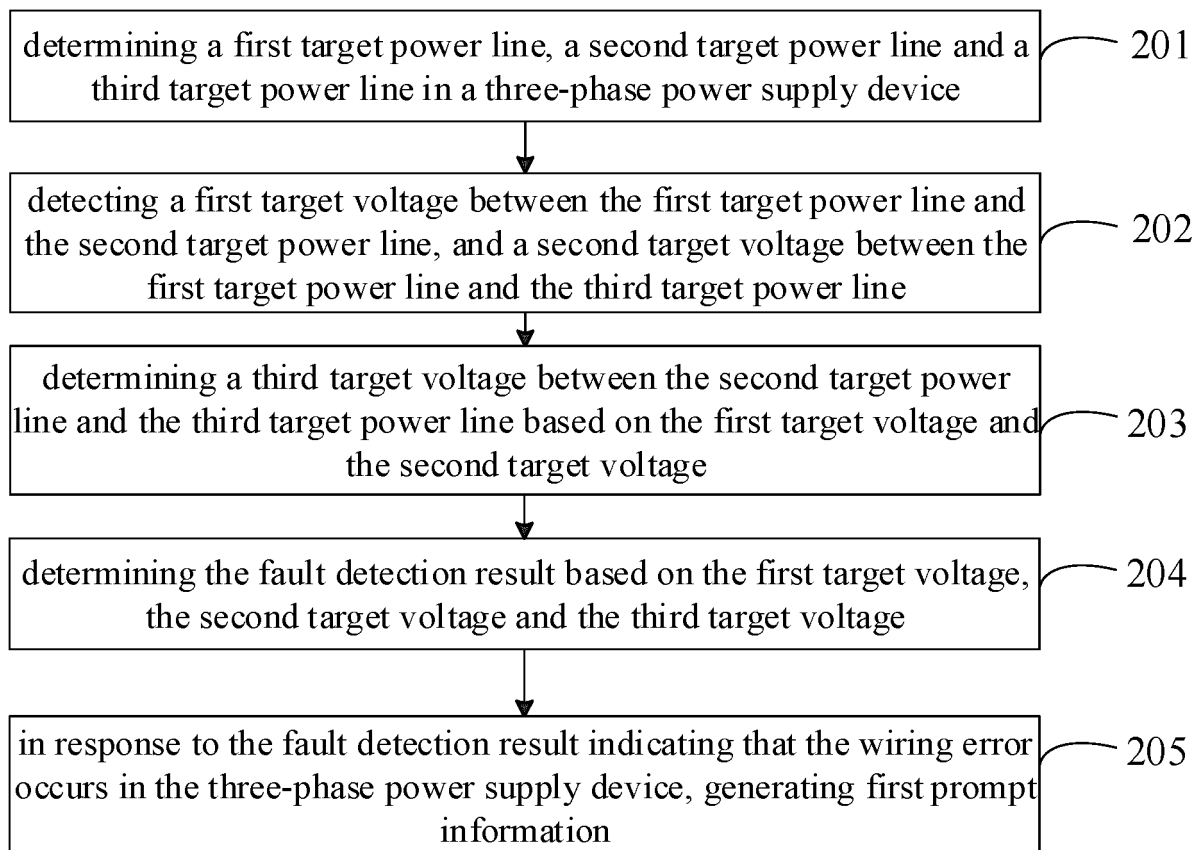 determining a first target power line, a second target power line and a
third target power line in a three-phase power supply device
201
detecting a first target voltage between the first target power line and
the second target power line, and a second target voltage between the
first target power line and the third target power line
202
determining a third target voltage between the second target power
line and the third target power line based on the first target voltage and
the second target voltage
203
determining the fault detection result based on the first target voltage,
the second target voltage and the third target voltage
204
in response to the fault detection result indicating that the wiring error
occurs in the three-phase power supply device, generating first prompt
information
205